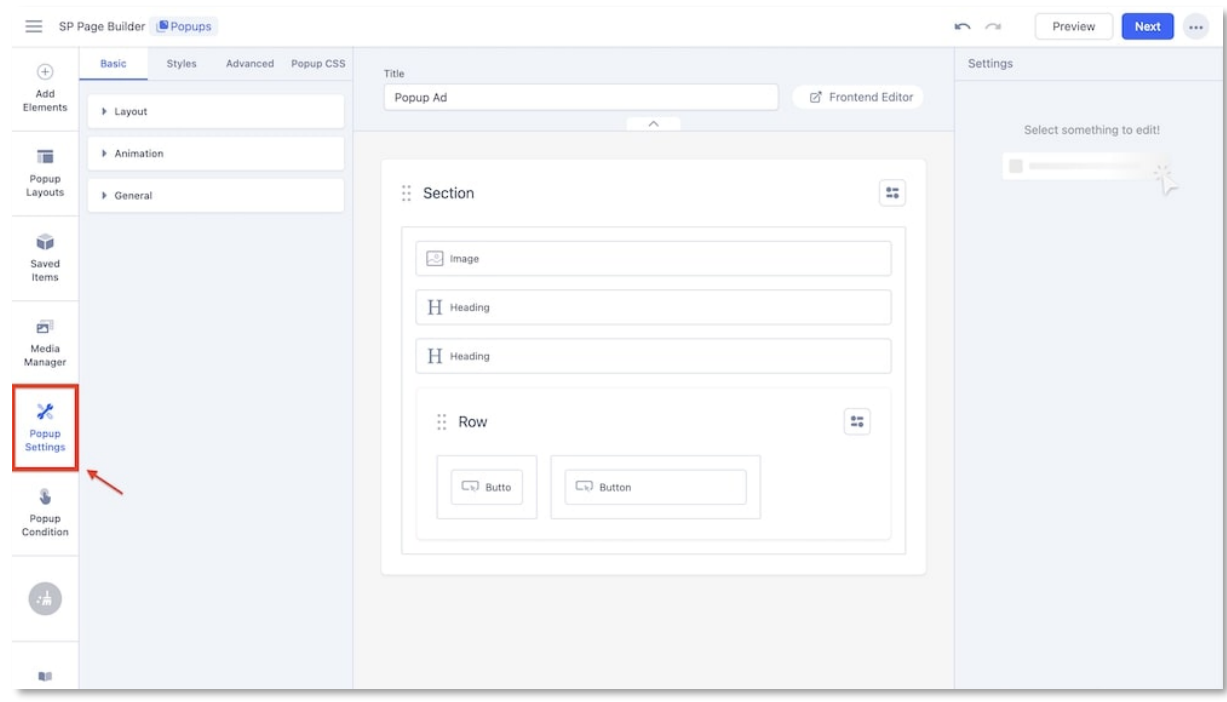 SP Page Builder Popups
Preview
Next
Add
Elements
Popup
Layouts
Saved
Items
Media
Manager
Popup
Settings
Popup
Condition
Basic Styles Advanced Popup CSS
Layout
Animation
General
Title
Popup Ad
Frontend Editor
Section
Image
H Heading
H Heading
Row
Butto
Button
Settings
Select something to edit!